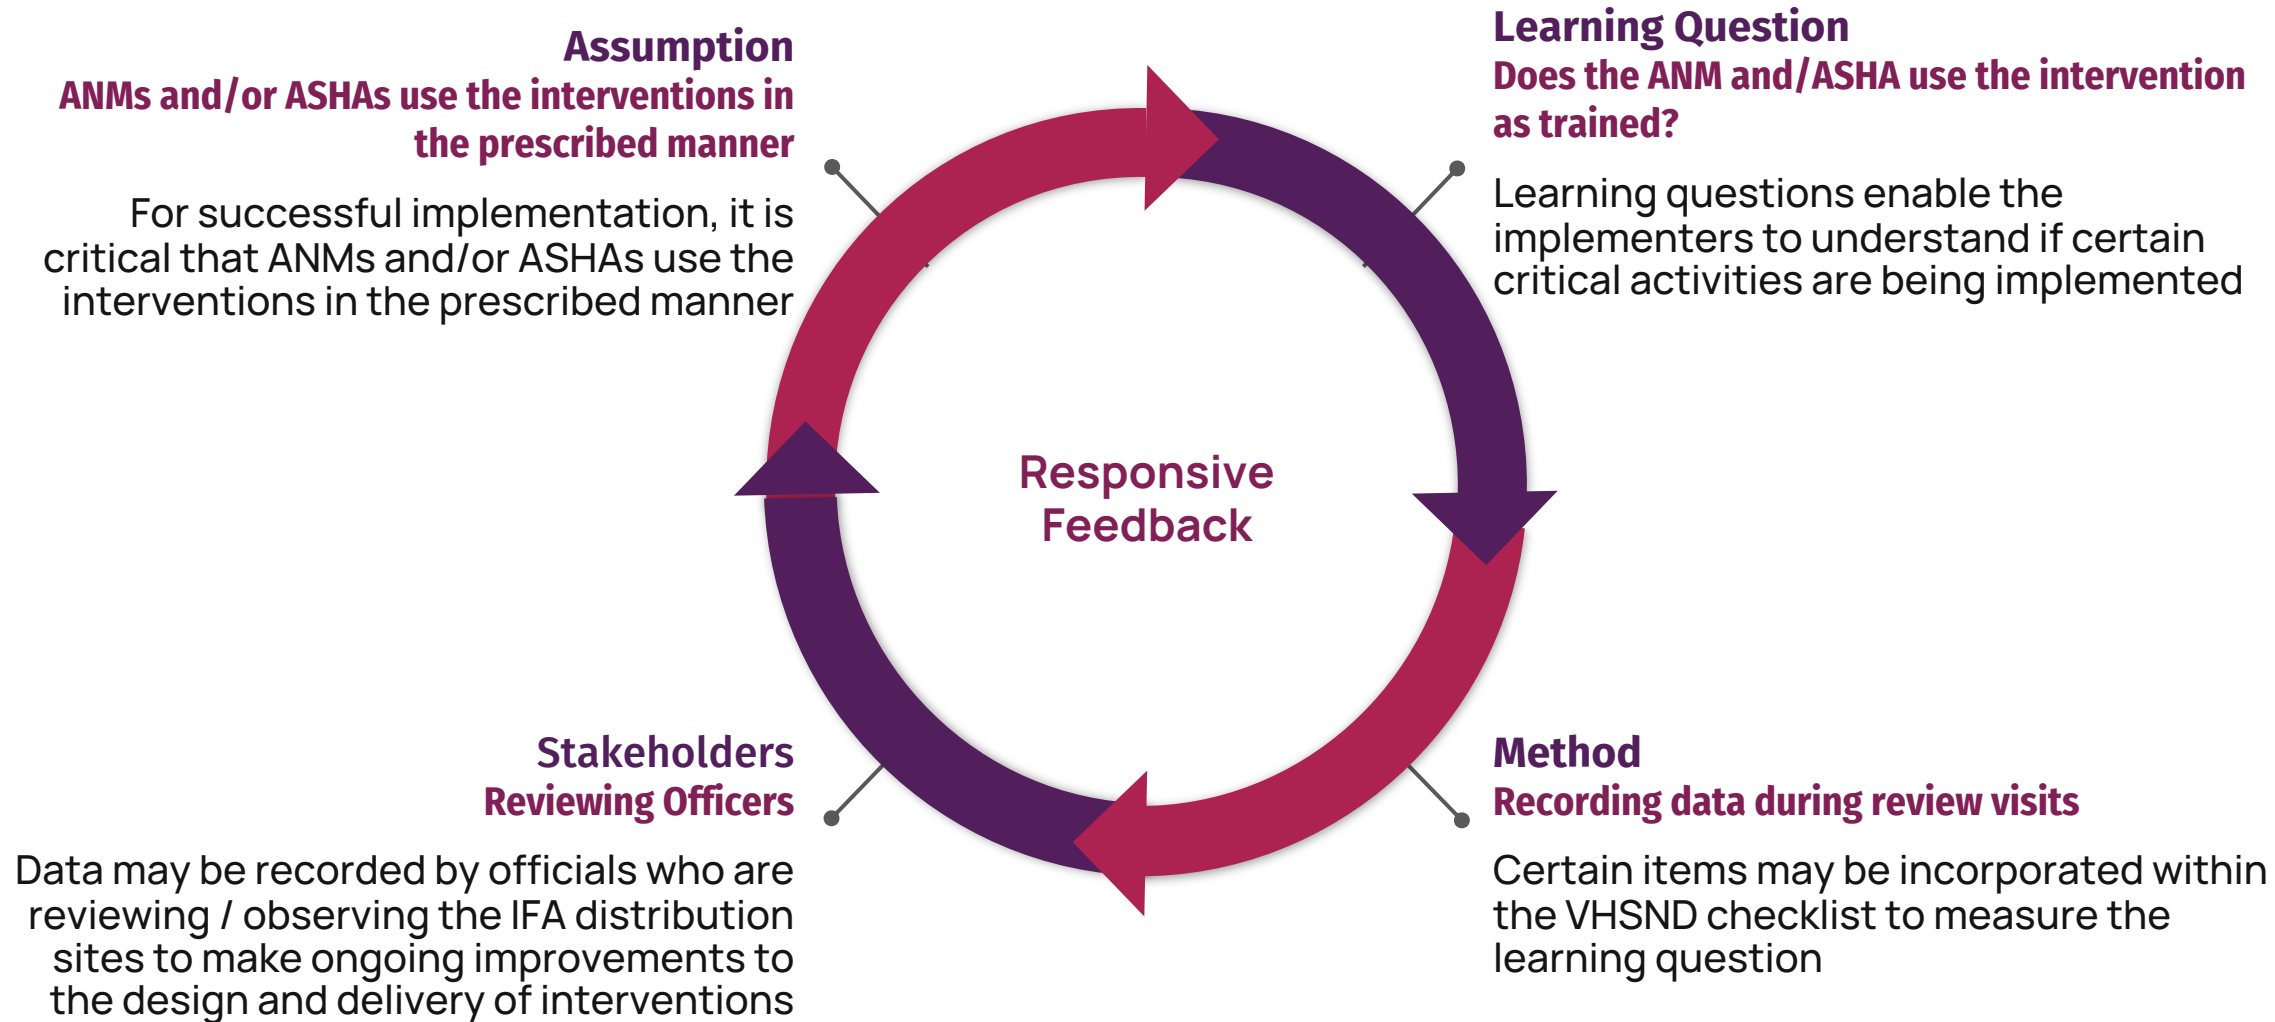 Assumption
ANMs and/or ASHAs use the interventions in
the prescribed manner
For successful implementation, it is
critical that ANMs and/or ASHAs use the
interventions in the prescribed manner
Learning Question
Does the ANM and/ASHA use the intervention
as trained?
Learning questions enable the
implementers to understand if certain
critical activities are being implemented
Responsive
Feedback
Stakeholders
Reviewing Officers
Data may be recorded by officials who are
reviewing / observing the IFA distribution
sites to make ongoing improvements to
the design and delivery of interventions
Method
Recording data during review visits
Certain items may be incorporated within
the VHSND checklist to measure the
learning question